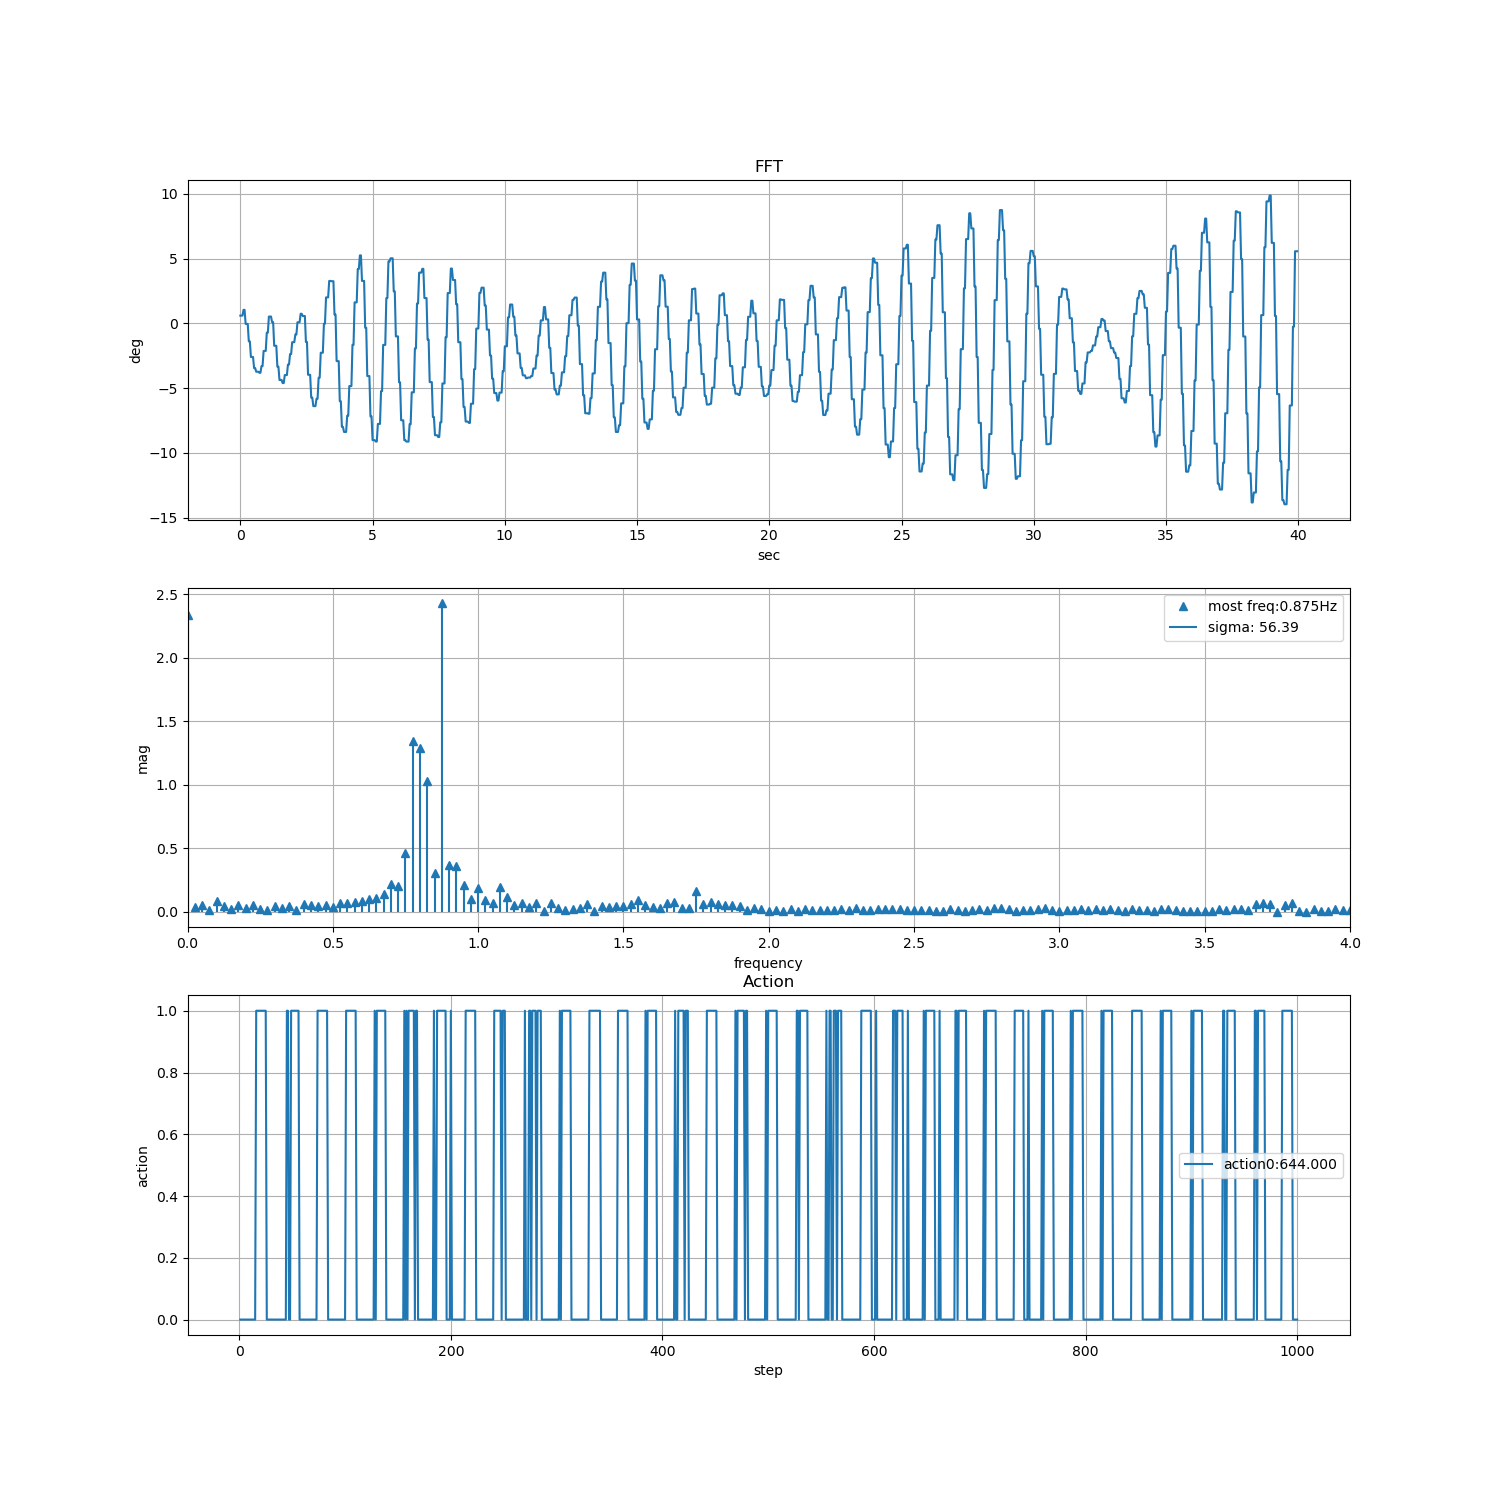 FFT
10
5
0
−5
−10
−15
deg
0 5 10 15 20 25 30 35 40
sec
2.5
2.0
1.5
1.0
0.5
0.0
mag
most freq:0.875Hz
sigma: 56.39
0.0 0.5 1.0 1.5 2.0 2.5 3.0 3.5 4.0
frequency
Action
1.0
0.8
0.6
0.4
0.2
0.0
action
action0:644.000
0 200 400 600 800 1000
step